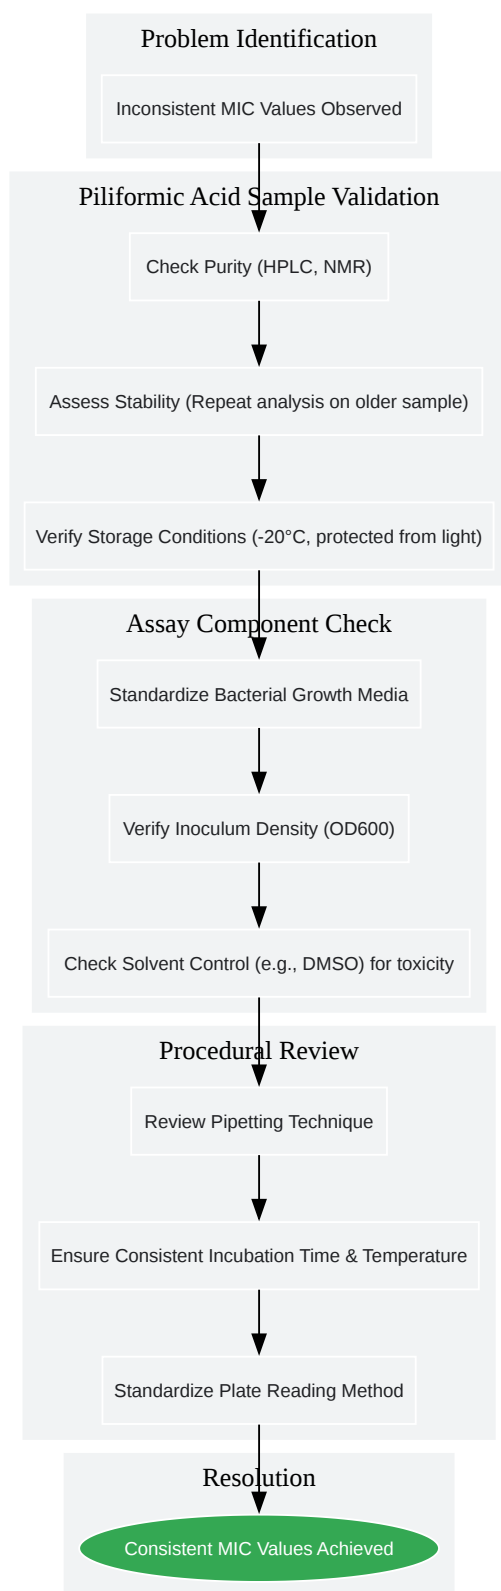 Problem Identification
Inconsistent MIC Values Observed
Piliformic Acid Sample Validation
Check Purity (HPLC, NMR)
Assess Stability (Repeat analysis on older sample)
Verify Storage Conditions (-20°C, protected from light)
Assay Component Check
Standardize Bacterial Growth Media
Verify Inoculum Density (OD600)
Check Solvent Control (e.g., DMSO) for toxicity
Procedural Review
Review Pipetting Technique
Ensure Consistent Incubation Time & Temperature
Standardize Plate Reading Method
Resolution
Consistent MIC Values Achieved